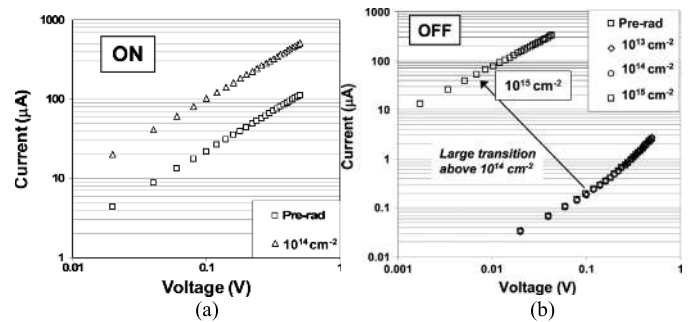 (a)
ON
Current (μA)
1000
100
10
1
0.01
0.1
1
Voltage (V)
Pre-rad
10¹⁴ cm⁻²
(a)
(b)
OFF
Current (μA)
1000
100
10
1
0.1
0.01
0.001
0.01
0.1
1
Voltage (V)
Pre-rad
10¹³ cm⁻²
10¹⁴ cm⁻²
10¹⁵ cm⁻²
10¹⁵ cm⁻²
Large transition
above 10¹⁴ cm⁻²
(b)